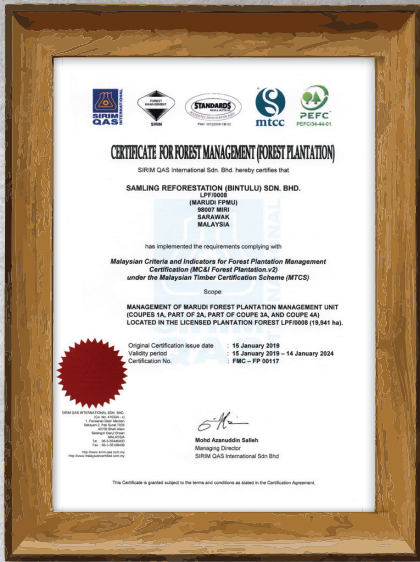 SIRIM
QAS
INTERNATIONAL
FOREST
MANAGEMENT
SIRIM
STANDARDS
MALAYSIA
mtcc
PEFC
PEFC/34-44-01
CERTIFICATE FOR FOREST MANAGEMENT (FOREST PLANTATION)
SIRIM QAS International Sdn. Bhd. hereby certifies that
SAMLING REFORESTATION (BINTULU) SDN. BHD.
LPF/0008
(MARUDI FPMU)
98007 MIRI
SARAWAK
MALAYSIA
has implemented the requirements complying with
Malaysian Criteria and Indicators for Forest Plantation Management
Certification (MC&I Forest Plantation.v2)
under the Malaysian Timber Certification Scheme (MTCS)
Scope:
MANAGEMENT OF MARUDI FOREST PLANTATION MANAGEMENT UNIT
(COUPES 1A, PART OF 2A, PART OF COUPE 3A, AND COUPE 4A)
LOCATED IN THE LICENSED PLANTATION FOREST LPF/0008 (19,941 ha).
Original Certification issue date : 15 January 2019
Validity period : 15 January 2019 – 14 January 2024
Certification No. : FMC – FP 00117
SIRIM QAS INTERNATIONAL SDN. BHD.
MALAYSIA
Mohd Azanuddin Salleh
Managing Director
SIRIM QAS International Sdn Bhd
This Certificate is granted subject to the terms and conditions as stated in the Certification Agreement.